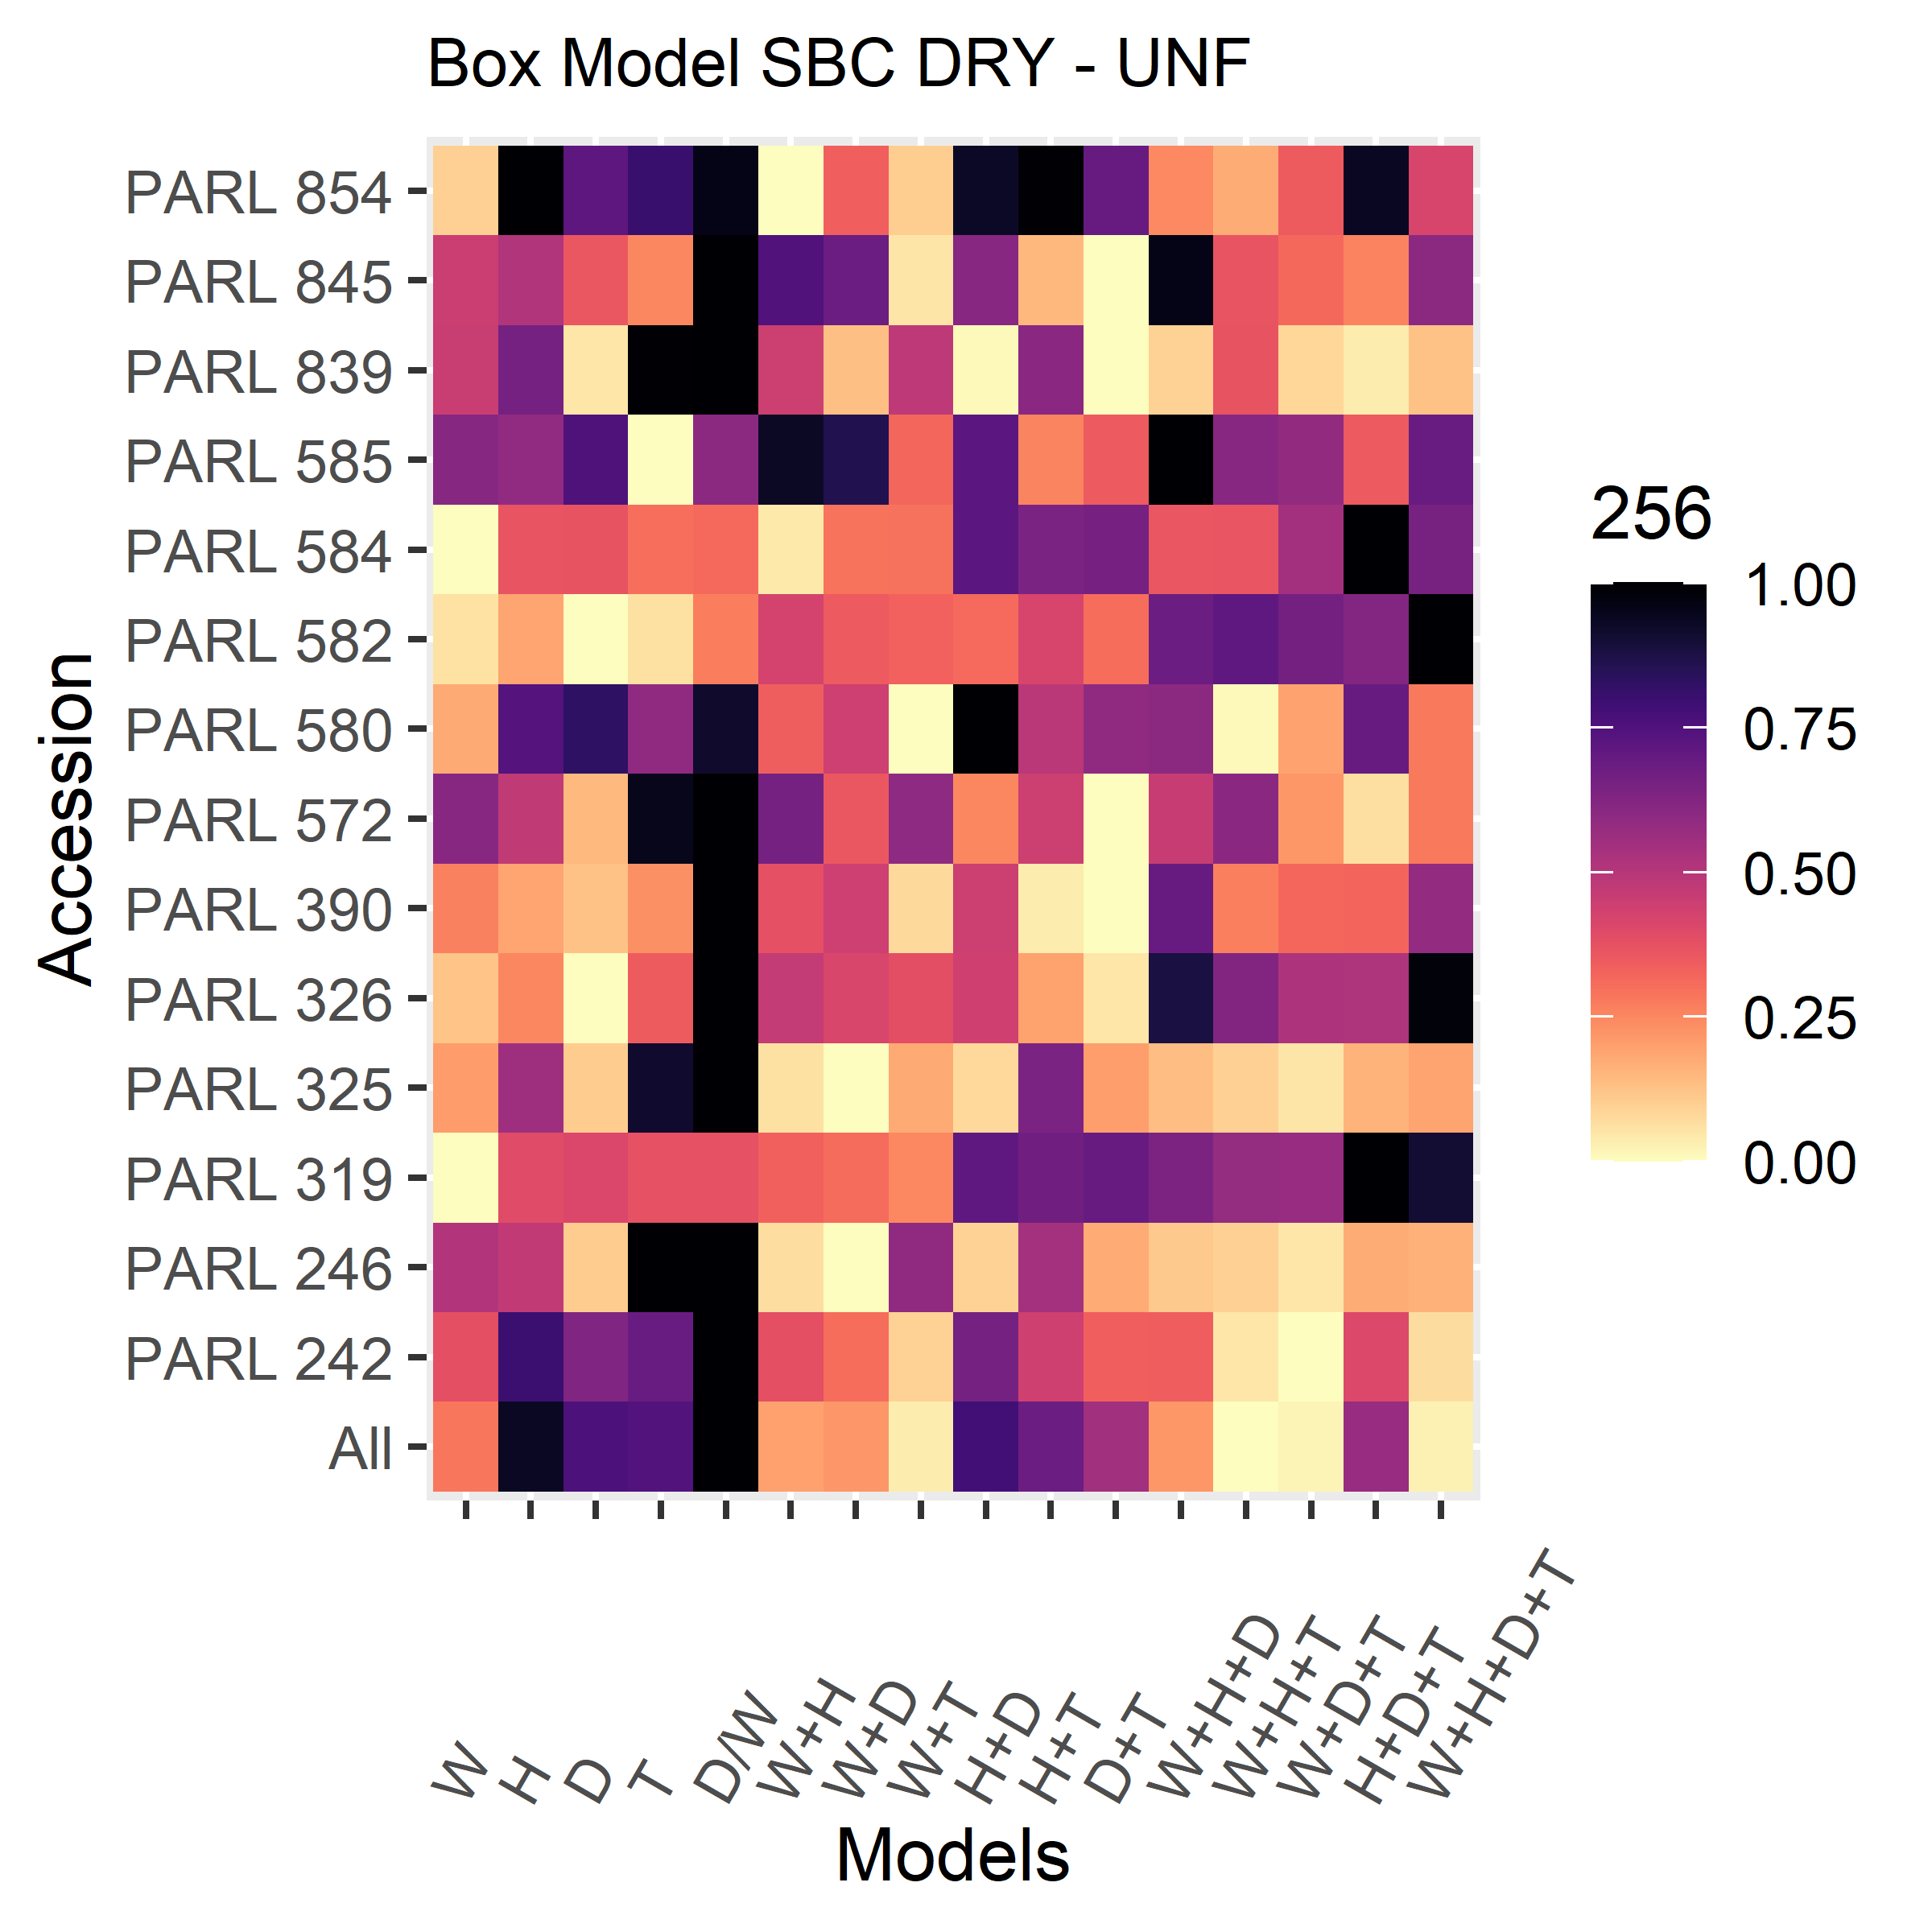 Box Model SBC DRY - UNF
Accession
PARL 854
PARL 845
PARL 839
PARL 585
PARL 584
PARL 582
PARL 580
PARL 572
PARL 390
PARL 326
PARL 325
PARL 319
PARL 246
PARL 242
All
W
H
D
T
D/W
W+H
W+D
W+T
H+D
H+T
D+T
W+H+D
W+H+T
W+D+T
H+D+T
W+H+D+T
Models
256
1.00
0.75
0.50
0.25
0.00